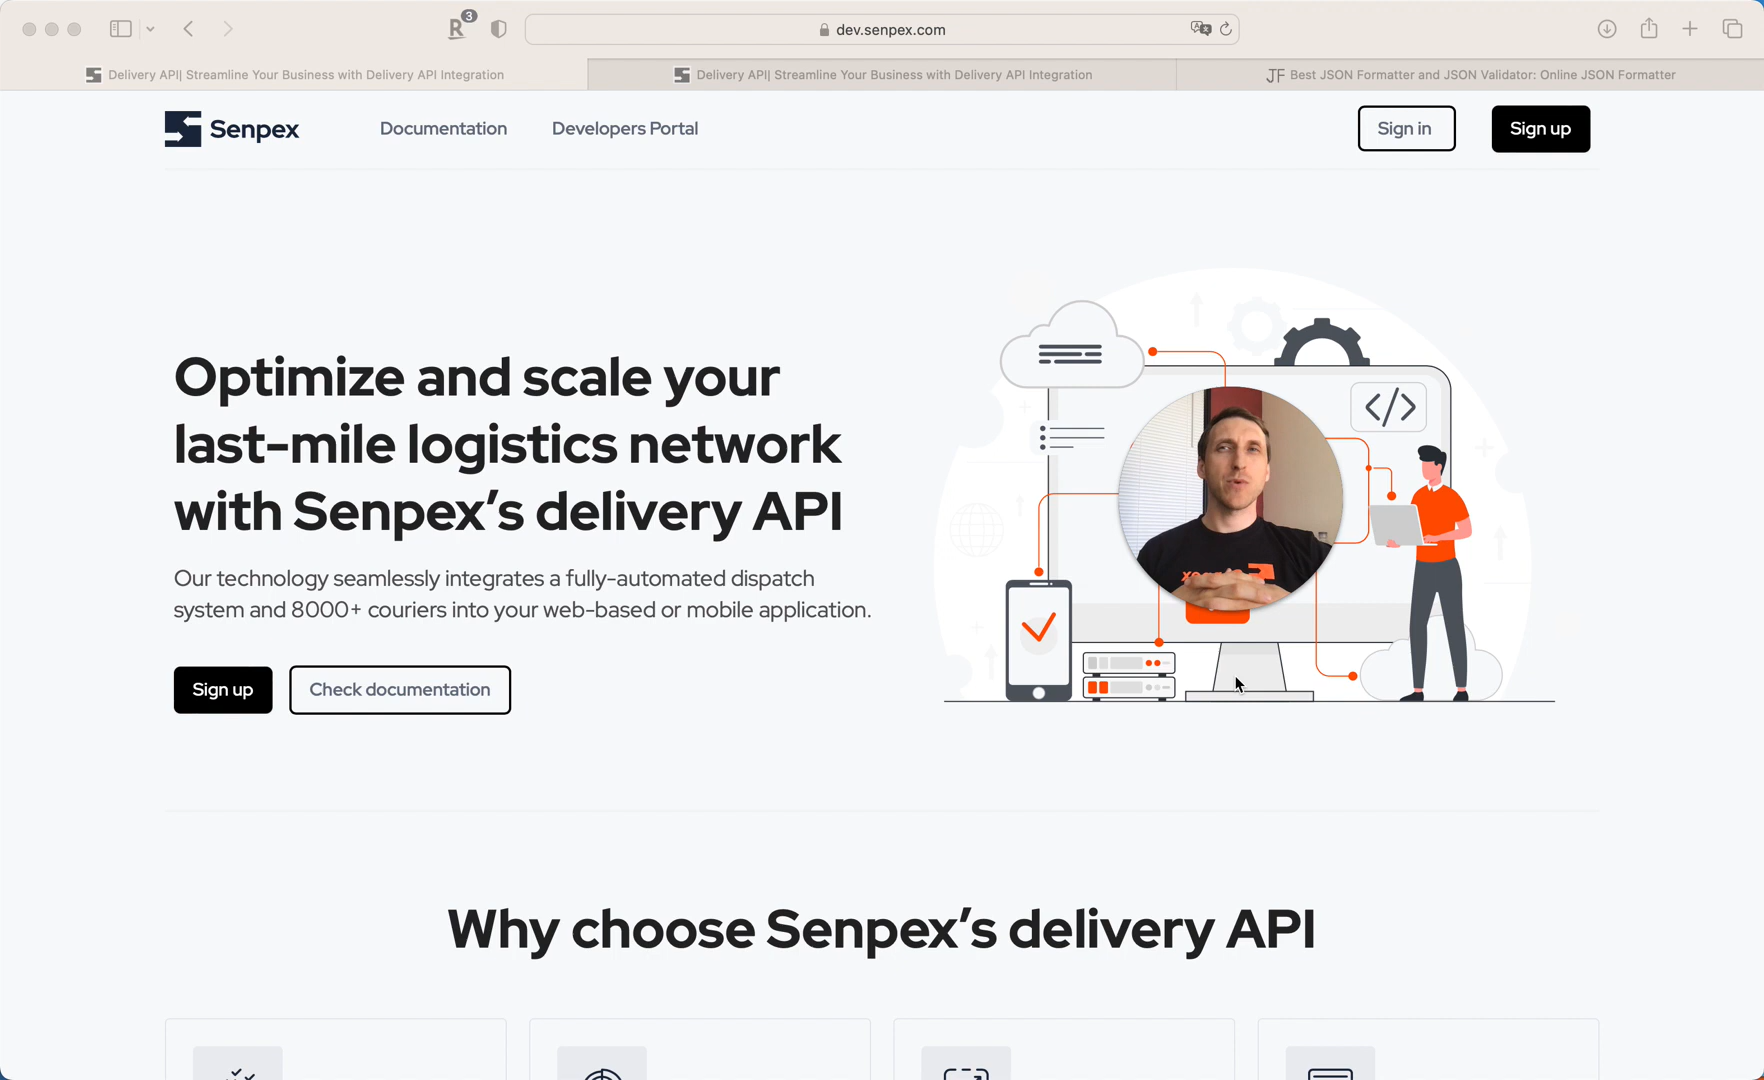 R 3
dev.senpex.com
Delivery API| Streamline Your Business with Delivery API Integration
Delivery API| Streamline Your Business with Delivery API Integration
JF Best JSON Formatter and JSON Validator: Online JSON Formatter
Senpex
Documentation
Developers Portal
Sign in
Sign up
Optimize and scale your
last-mile logistics network
with Senpex’s delivery API
Our technology seamlessly integrates a fully-automated dispatch
system and 8000+ couriers into your web-based or mobile application.
Sign up
Check documentation
</>
Why choose Senpex’s delivery API